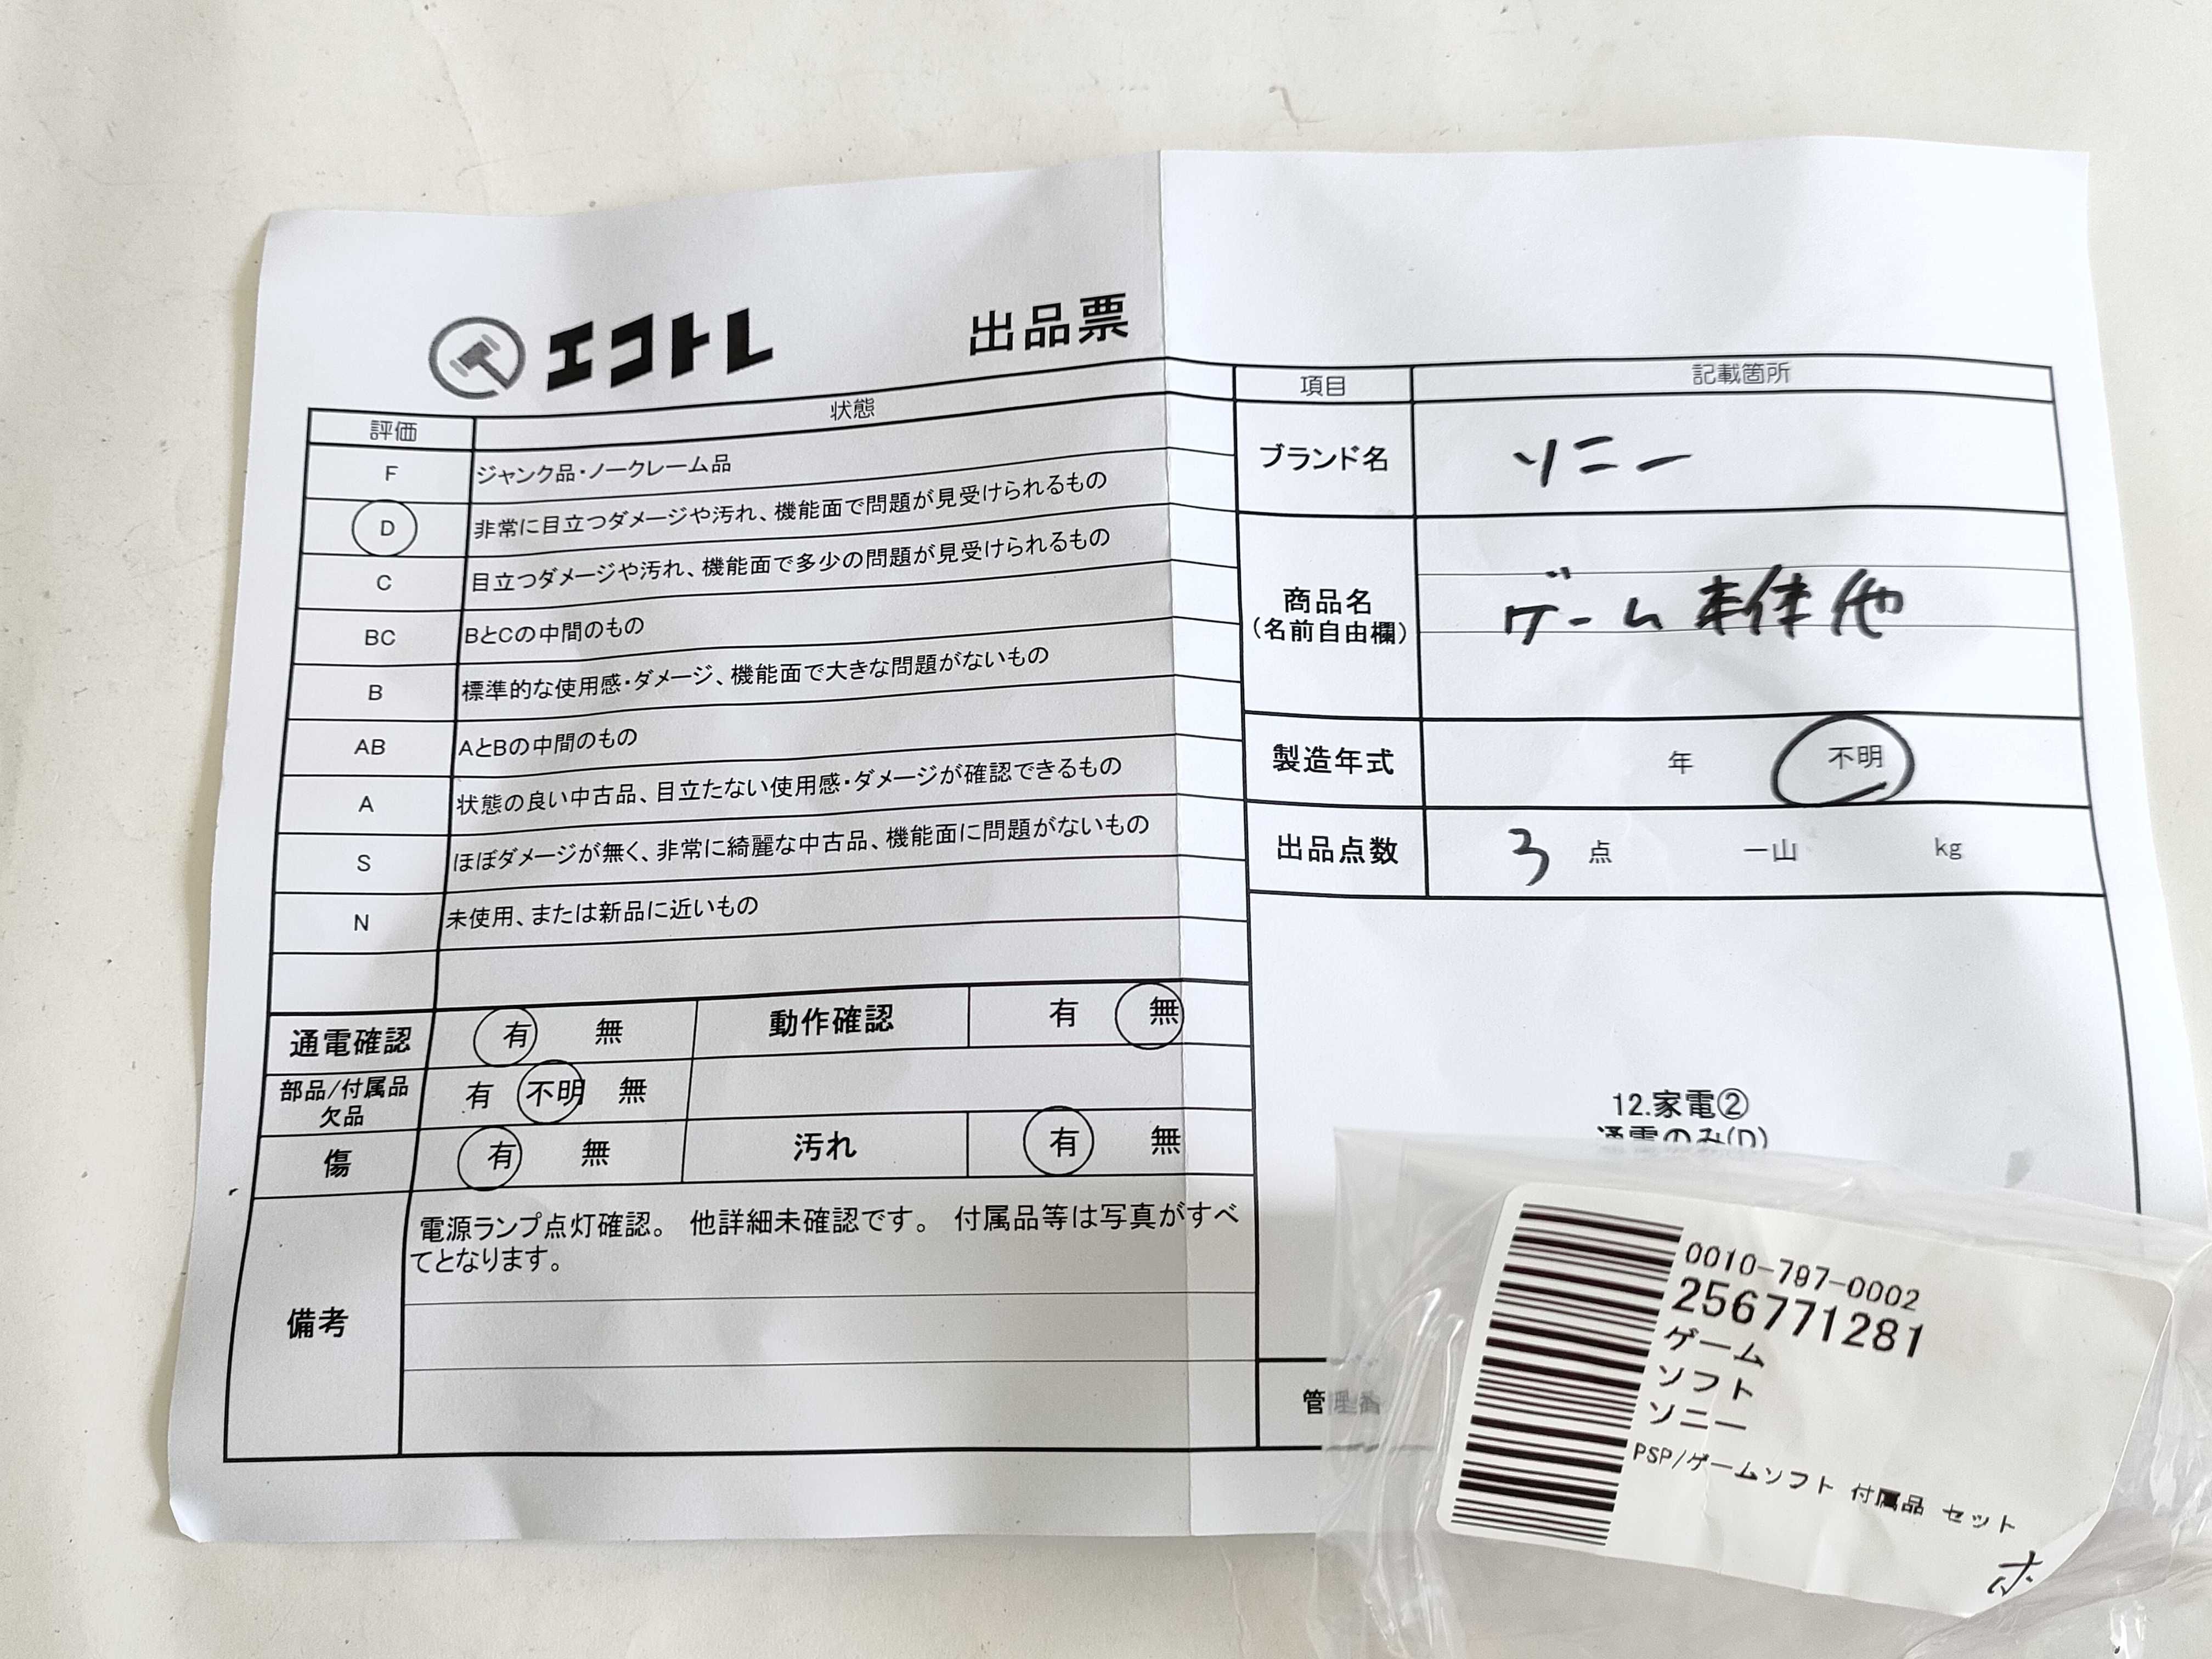 エコトレ 出品票
評価 状態
F ジャンク品・ノークレーム品
D 非常に目立つダメージや汚れ、機能面で問題が見受けられるもの
C 目立つダメージや汚れ、機能面で多少の問題が見受けられるもの
BC BとCの中間のもの
B 標準的な使用感・ダメージ、機能面で大きな問題がないもの
AB AとBの中間のもの
A 状態の良い中古品、目立たない使用感・ダメージが確認できるもの
S ほぼダメージが無く、非常に綺麗な中古品、機能面に問題がないもの
N 未使用、または新品に近いもの
通電確認 有 無 動作確認 有 無
部品/付属品
欠品 有 不明 無
傷 有 無 汚れ 有 無
備考 電源ランプ点灯確認。 他詳細未確認です。 付属品等は写真がすべ
てとなります。
項目 記載箇所
ブランド名 ソニー
商品名
(名前自由欄) ゲーム本体他
製造年式 年 不明
出品点数 3 点 一山 kg
12.家電②
通電のみ(D)
管理番
0010-797-0002
256771281
ゲーム
ソフト
ソニー
PSP/ゲームソフト 付属品 セット
ホ